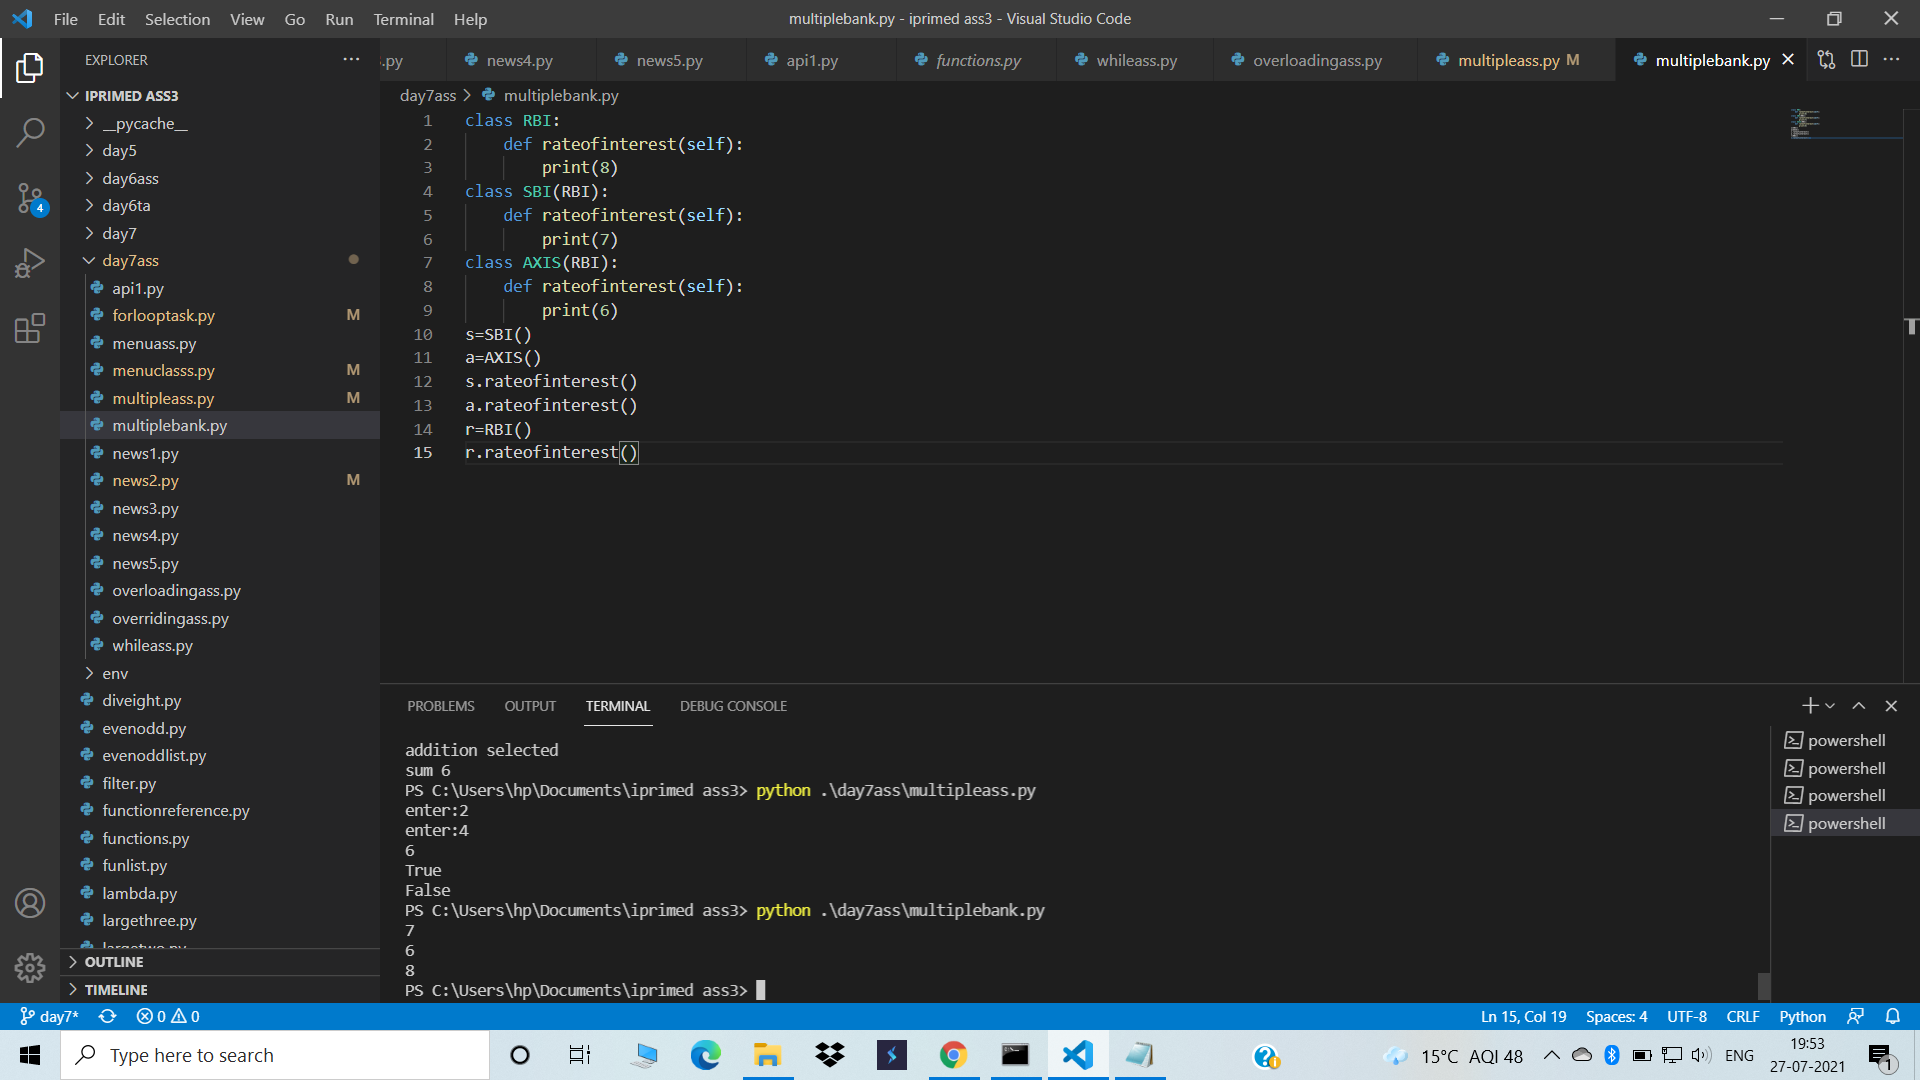 File Edit Selection View Go Run Terminal Help
multiplebank.py - iprimed ass3 - Visual Studio Code
EXPLORER
.py news4.py news5.py api1.py functions.py whileass.py overloadingass.py multipleass.py M multiplebank.py
IPRIMED ASS3
__pycache__
day5
day6ass
day6ta
day7
day7ass
api1.py
forlooptask.py M
menuass.py
menuclasss.py M
multipleass.py M
multiplebank.py
news1.py
news2.py M
news3.py
news4.py
news5.py
overloadingass.py
overridingass.py
whileass.py
env
diveight.py
evenodd.py
evenoddlist.py
filter.py
functionreference.py
functions.py
funlist.py
lambda.py
largethree.py
largetwo.py
OUTLINE
TIMELINE
4
day7ass > multiplebank.py
1 class RBI:
2 def rateofinterest(self):
3 print(8)
4 class SBI(RBI):
5 def rateofinterest(self):
6 print(7)
7 class AXIS(RBI):
8 def rateofinterest(self):
9 print(6)
10 s=SBI()
11 a=AXIS()
12 s.rateofinterest()
13 a.rateofinterest()
14 r=RBI()
15 r.rateofinterest()
PROBLEMS OUTPUT TERMINAL DEBUG CONSOLE
addition selected
sum 6
PS C:\Users\hp\Documents\iprimed ass3> python .\day7ass\multipleass.py
enter:2
enter:4
6
True
False
PS C:\Users\hp\Documents\iprimed ass3> python .\day7ass\multiplebank.py
7
6
8
PS C:\Users\hp\Documents\iprimed ass3>
powershell
powershell
powershell
powershell
day7* 0 0
Ln 15, Col 19 Spaces: 4 UTF-8 CRLF Python
Type here to search
15°C AQI 48
ENG
19:53
27-07-2021
1